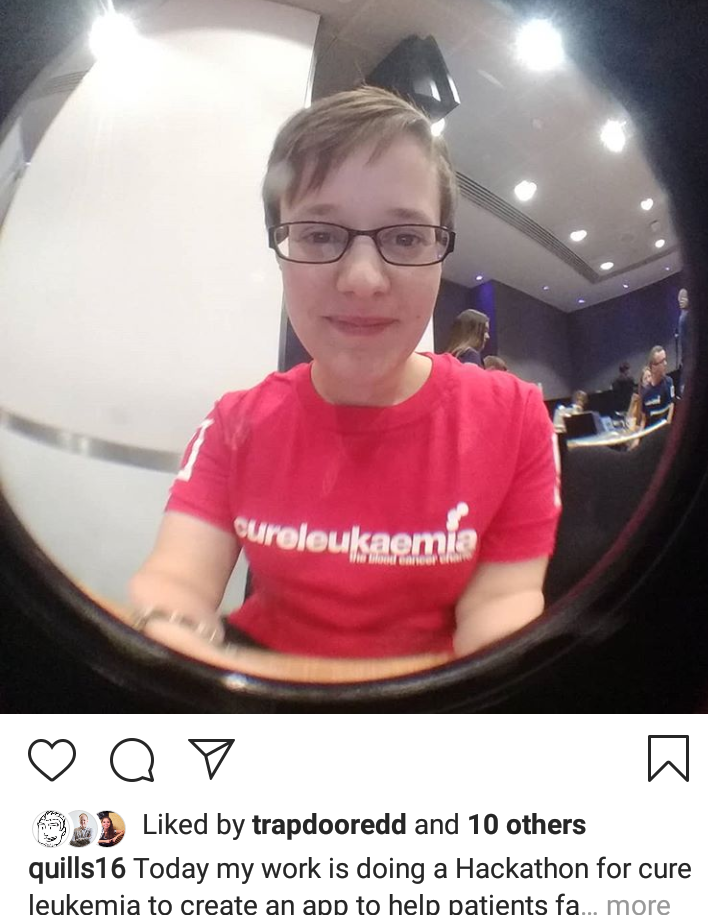 cureleukaemia
the blood cancer charity
Liked by trapdooredd and 10 others
quills16 Today my work is doing a Hackathon for cure
leukemia to create an app to help patients fa... more